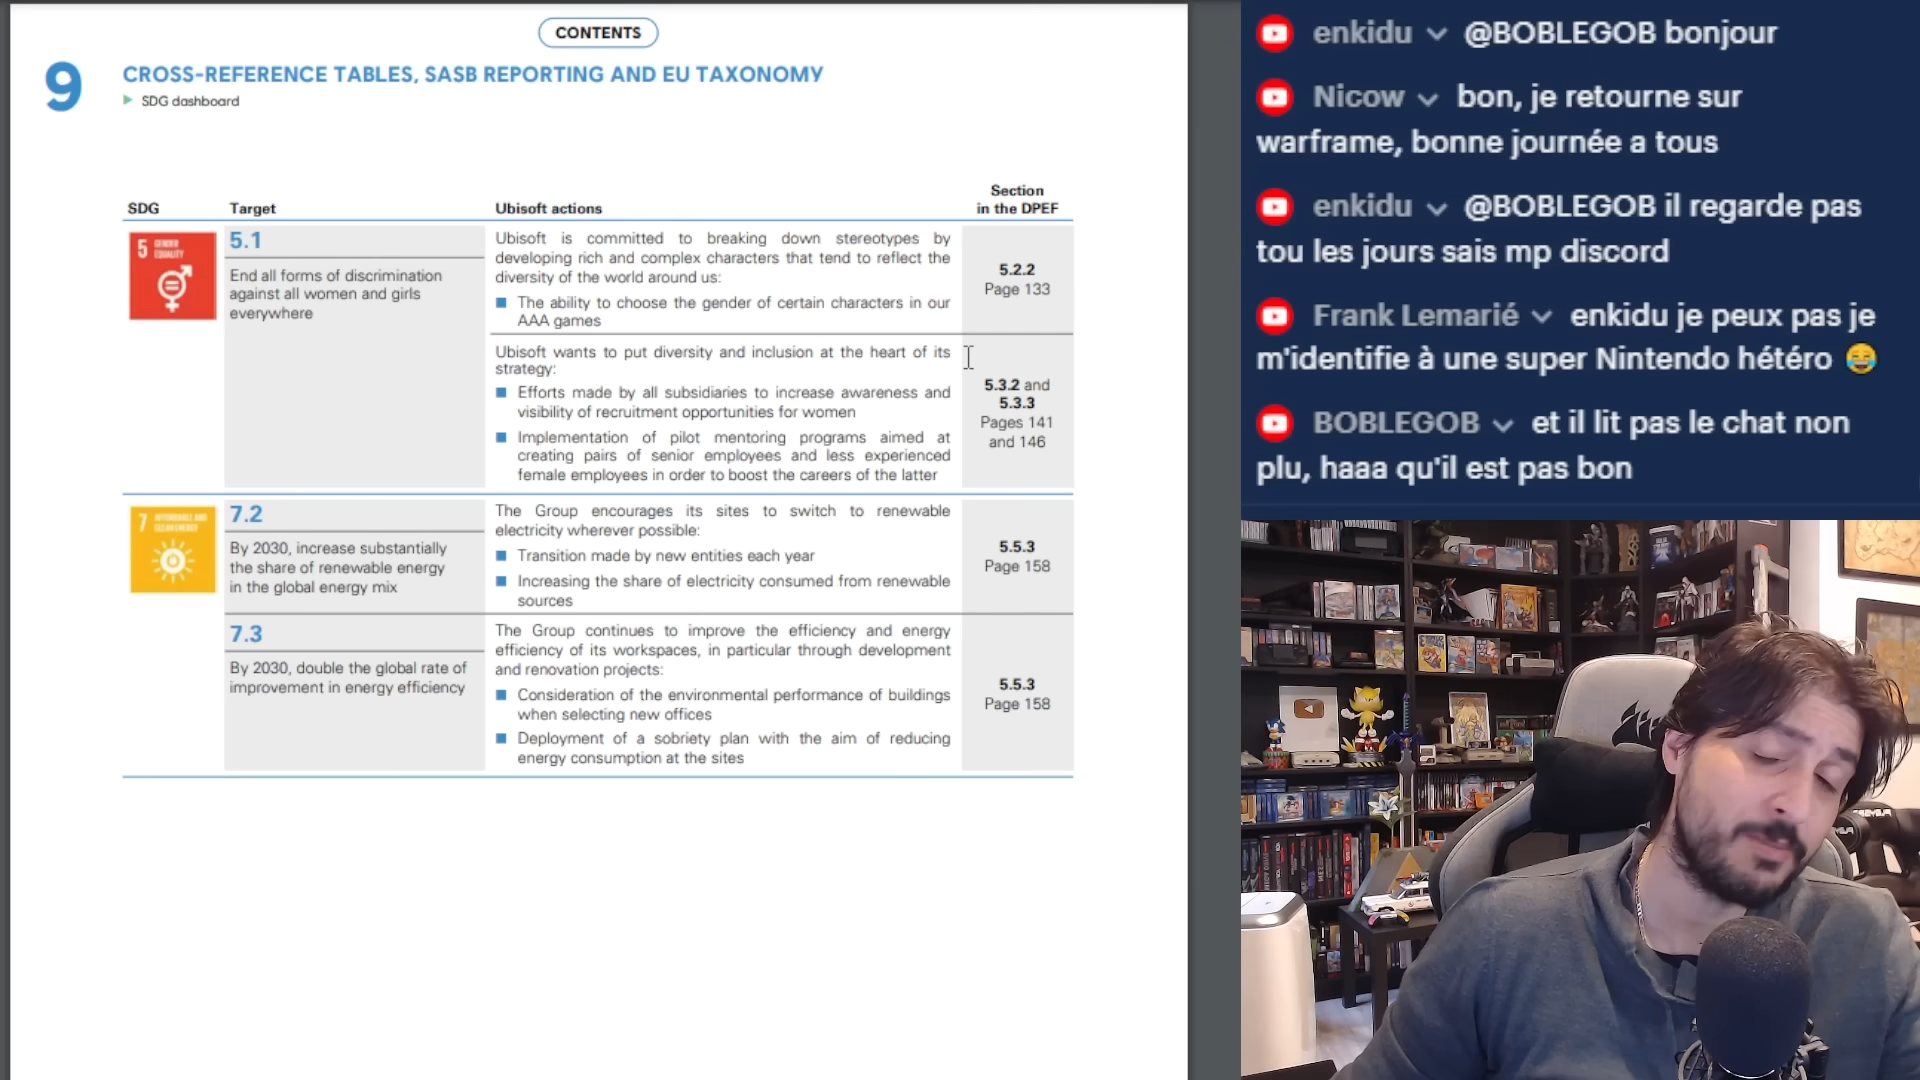 CONTENTS
9
CROSS-REFERENCE TABLES, SASB REPORTING AND EU TAXONOMY
SDG dashboard
SDG
Target
Ubisoft actions
Section
in the DPEF
5 GENDER
EQUALITY
5.1
End all forms of discrimination
against all women and girls
everywhere
Ubisoft is committed to breaking down stereotypes by
developing rich and complex characters that tend to reflect the
diversity of the world around us:
The ability to choose the gender of certain characters in our
AAA games
5.2.2
Page 133
Ubisoft wants to put diversity and inclusion at the heart of its
strategy:
Efforts made by all subsidiaries to increase awareness and
visibility of recruitment opportunities for women
Implementation of pilot mentoring programs aimed at
creating pairs of senior employees and less experienced
female employees in order to boost the careers of the latter
5.3.2 and
5.3.3
Pages 141
and 146
7 AFFORDABLE AND
CLEAN ENERGY
7.2
By 2030, increase substantially
the share of renewable energy
in the global energy mix
The Group encourages its sites to switch to renewable
electricity wherever possible:
Transition made by new entities each year
Increasing the share of electricity consumed from renewable
sources
5.5.3
Page 158
7.3
By 2030, double the global rate of
improvement in energy efficiency
The Group continues to improve the efficiency and energy
efficiency of its workspaces, in particular through development
and renovation projects:
Consideration of the environmental performance of buildings
when selecting new offices
Deployment of a sobriety plan with the aim of reducing
energy consumption at the sites
5.5.3
Page 158
enkidu @BOBLEGOB bonjour
Nicow bon, je retourne sur
warframe, bonne journée a tous
enkidu @BOBLEGOB il regarde pas
tou les jours sais mp discord
Frank Lemarié enkidu je peux pas je
m'identifie à une super Nintendo hétéro 😂
BOBLEGOB et il lit pas le chat non
plu, haaa qu'il est pas bon